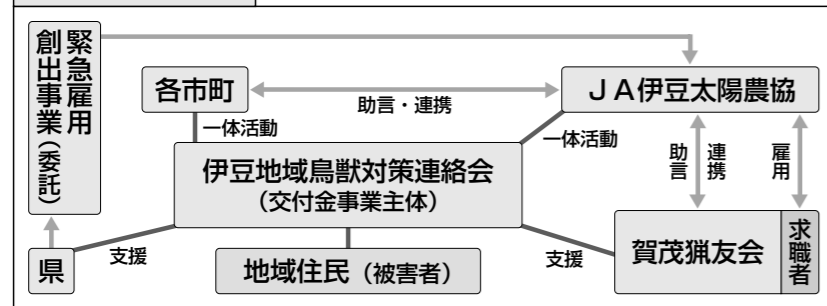 緊急雇用
創出事業(委託)
各市町
助言・連携
JA伊豆太陽農協
一体活動
一体活動
助言
連携
雇用
伊豆地域鳥獣対策連絡会
(交付金事業主体)
県
支援
地域住民(被害者)
支援
賀茂猟友会
求職者